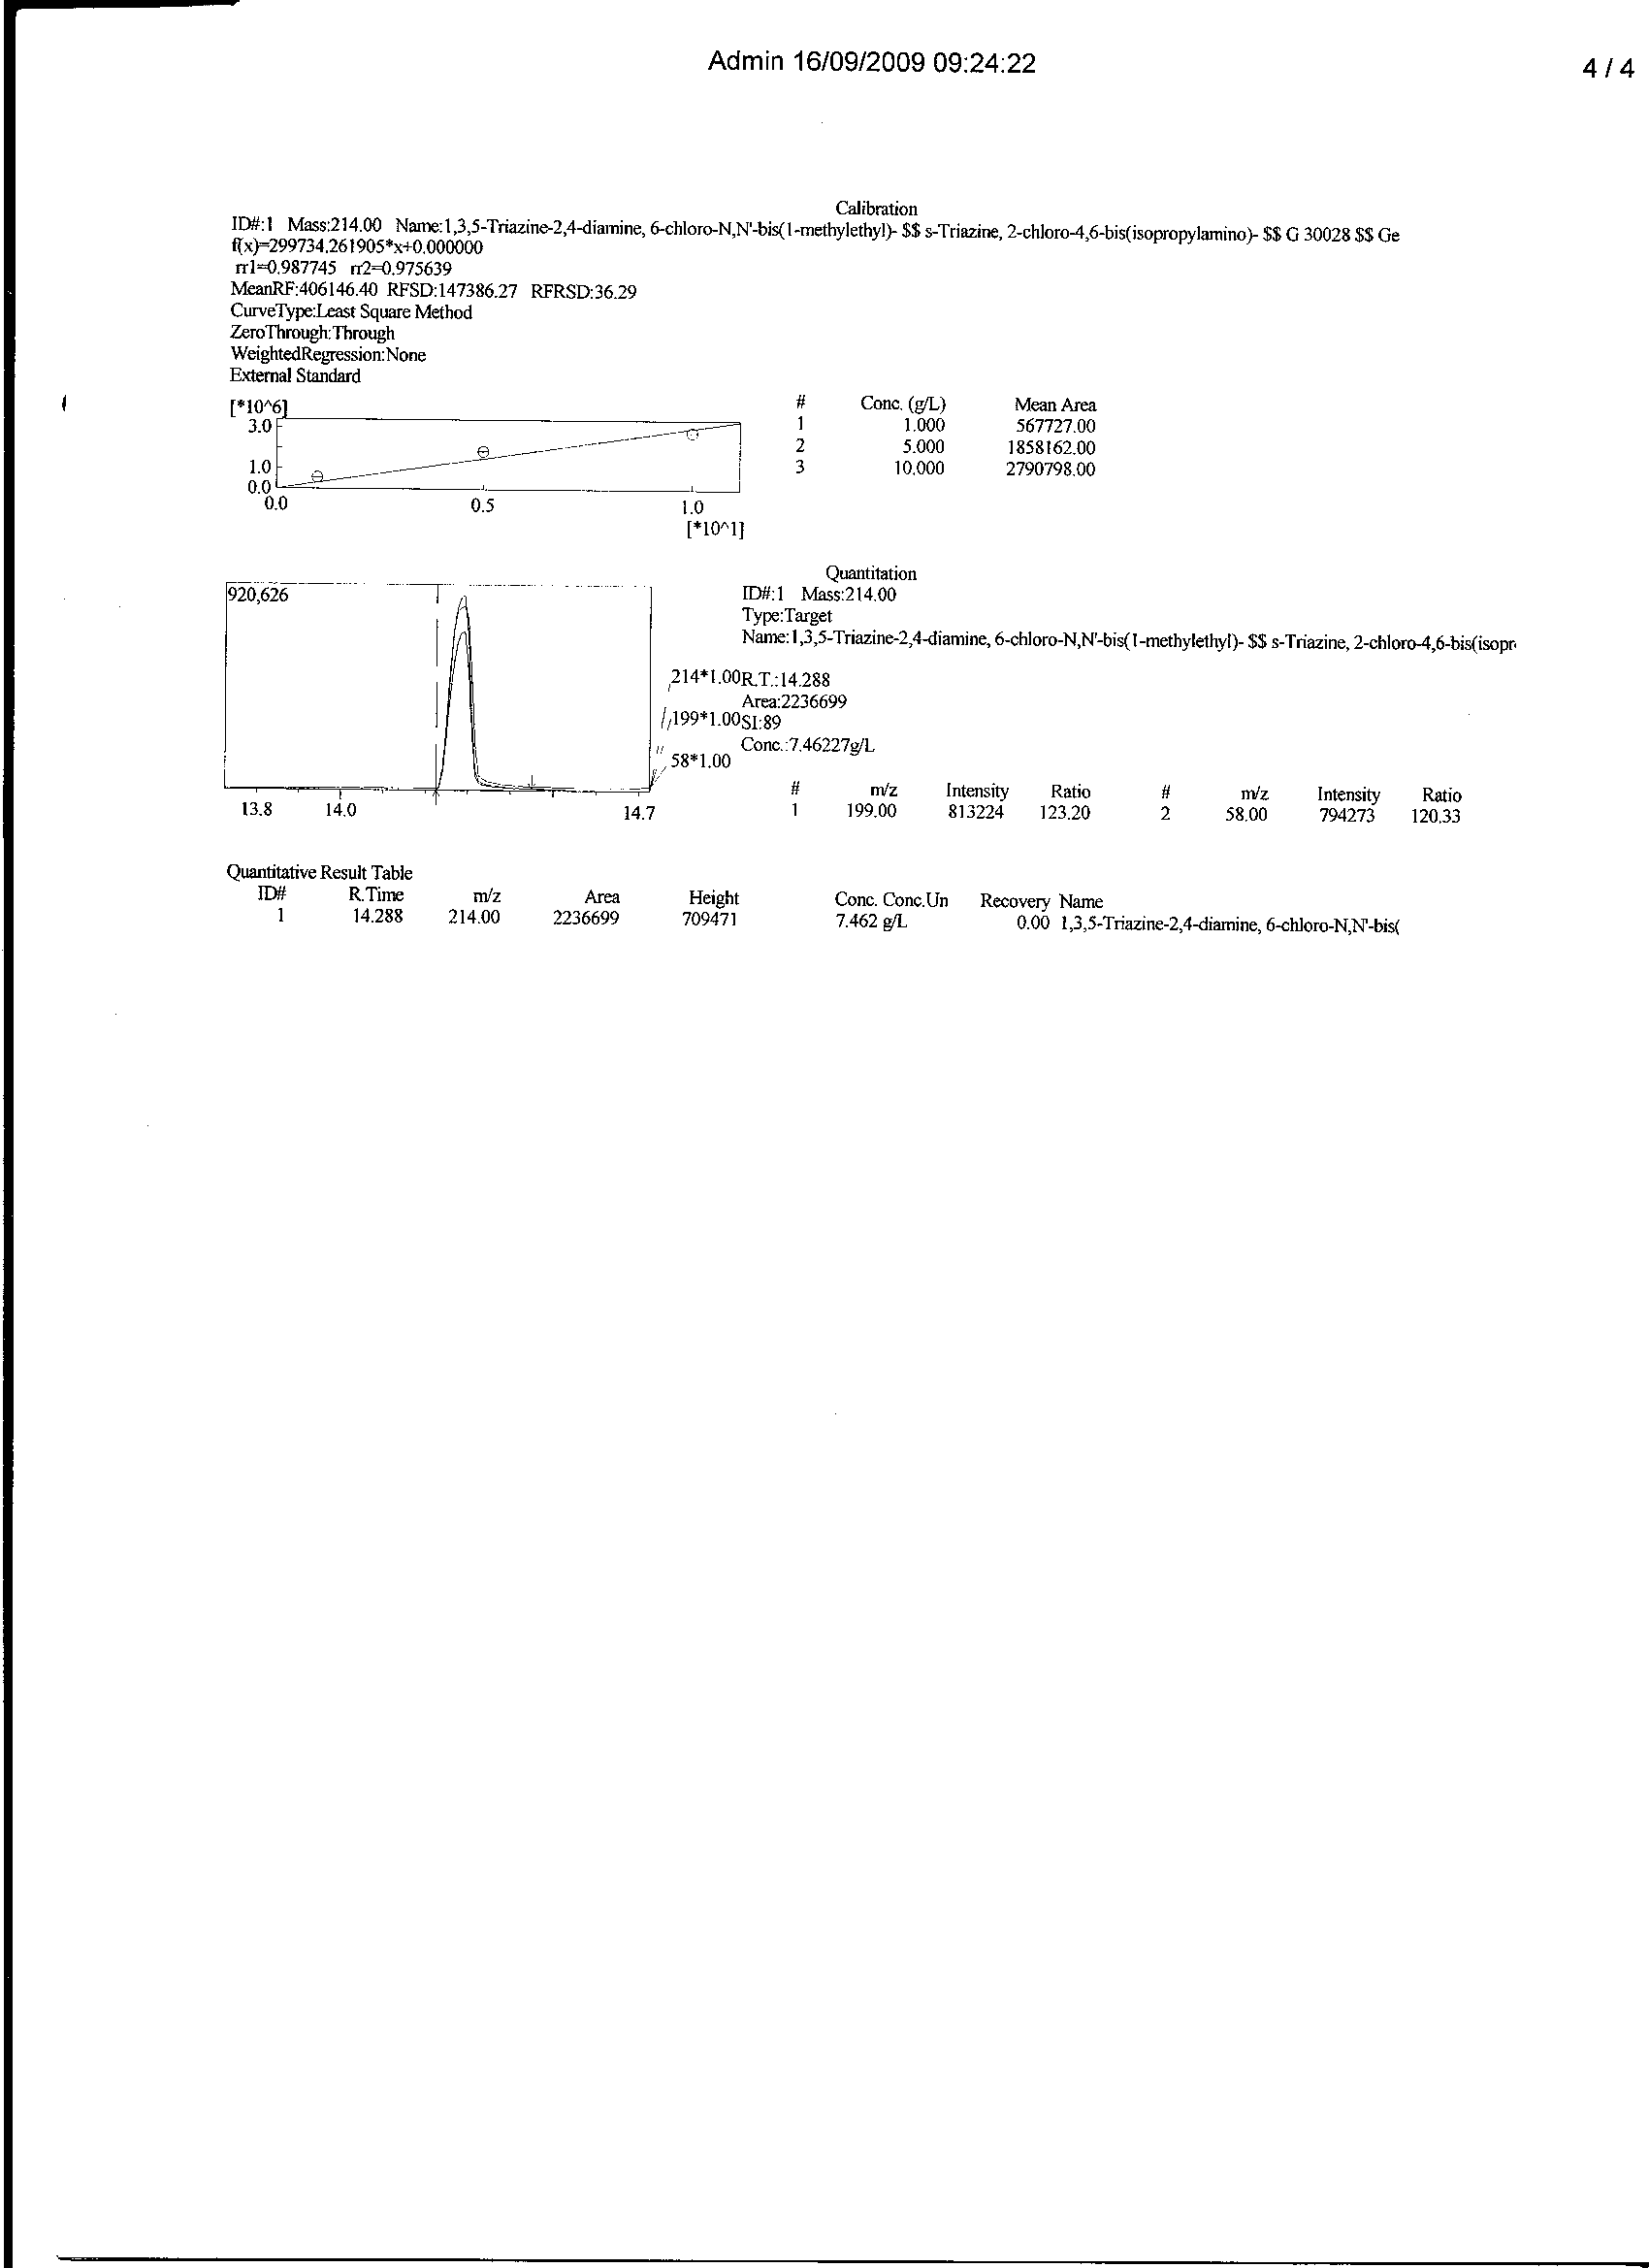 Admin 16/09/2009 09:24:22
4 / 4
Calibration
ID#:1 Mass:214.00 Name:1,3,5-Triazine-2,4-diamine, 6-chloro-N,N'-bis(1-methylethyl)- $$ s-Triazine, 2-chloro-4,6-bis(isopropylamino)- $$ G 30028 $$ Ge
f(x)=299734.261905*x+0.000000
rr1=0.987745 rr2=0.975639
MeanRF:406146.40 RFSD:147386.27 RFRSD:36.29
CurveType:Least Square Method
ZeroThrough:Through
WeightedRegression:None
External Standard
[*10^6]
3.0
1.0
0.0
0.0 0.5 1.0
[*10^1]
# Conc. (g/L) Mean Area
1 1.000 567727.00
2 5.000 1858162.00
3 10.000 2790798.00
Quantitation
920,626
ID#:1 Mass:214.00
Type:Target
Name:1,3,5-Triazine-2,4-diamine, 6-chloro-N,N'-bis(1-methylethyl)- $$ s-Triazine, 2-chloro-4,6-bis(isopr
214*1.00 R.T.:14.288
Area:2236699
199*1.00 SI:89
Conc.:7.46227g/L
58*1.00
13.8 14.0 14.7
# m/z Intensity Ratio # m/z Intensity Ratio
1 199.00 813224 123.20 2 58.00 794273 120.33
Quantitative Result Table
ID# R.Time m/z Area Height Conc. Conc.Un Recovery Name
1 14.288 214.00 2236699 709471 7.462 g/L 0.00 1,3,5-Triazine-2,4-diamine, 6-chloro-N,N'-bis(